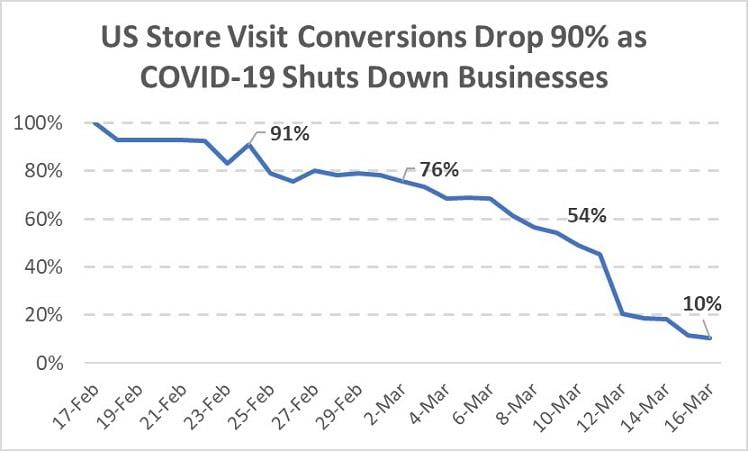 US Store Visit Conversions Drop 90% as
COVID-19 Shuts Down Businesses
100%
91%
80%
76%
60%
54%
40%
20%
10%
0%
17-Feb
19-Feb
21-Feb
23-Feb
25-Feb
27-Feb
29-Feb
2-Mar
4-Mar
6-Mar
8-Mar
10-Mar
12-Mar
14-Mar
16-Mar